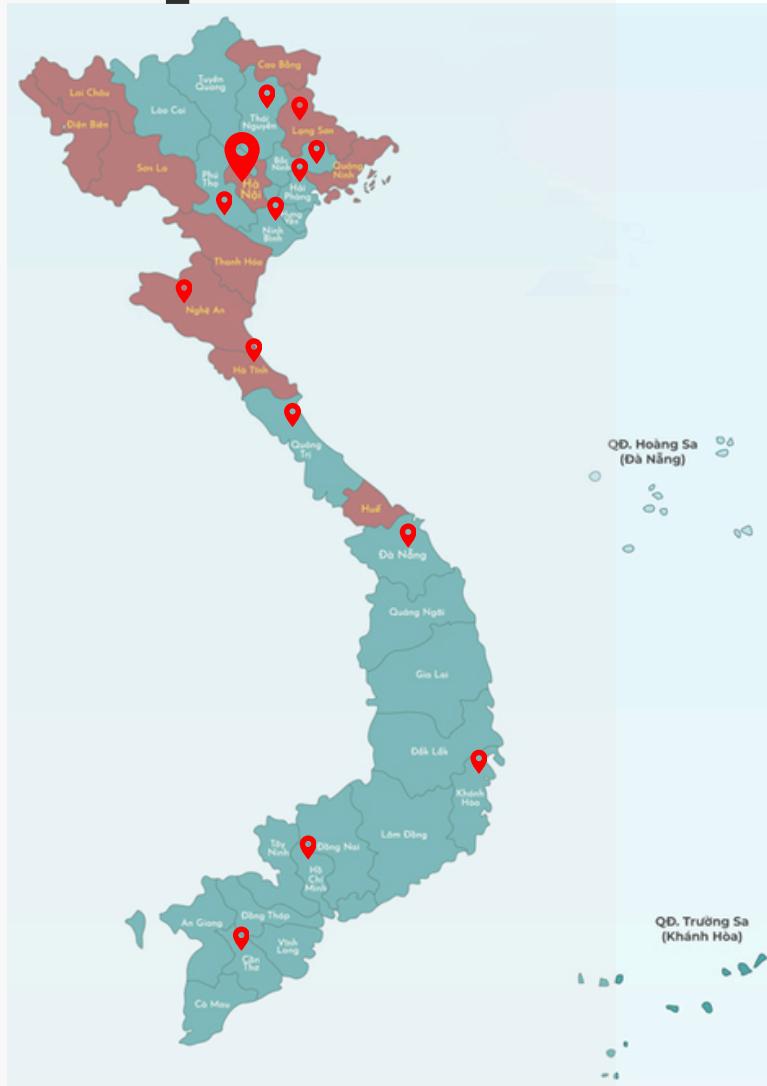 Cao Bằng
Tuyên
Quang
Lai Châu
Lào Cai
Thái
Nguyên
Điện Biên
Lạng Sơn
Sơn La
Phú
Thọ
Hà
Nội
Bắc
Ninh
Quảng
Ninh
Hải
Phòng
Hưng
Yên
Ninh
Bình
Thanh Hóa
Nghệ An
Hà Tĩnh
Quảng
Trị
QĐ. Hoàng Sa
(Đà Nẵng)
Huế
Đà Nẵng
Quảng Ngãi
Gia Lai
Đắk Lắk
Khánh
Hòa
Lâm Đồng
Tây
Ninh
Đồng Nai
Hồ
Chí
Minh
An Giang
Đồng Tháp
Vĩnh
Long
Cần
Thơ
Cà Mau
QĐ. Trường Sa
(Khánh Hòa)